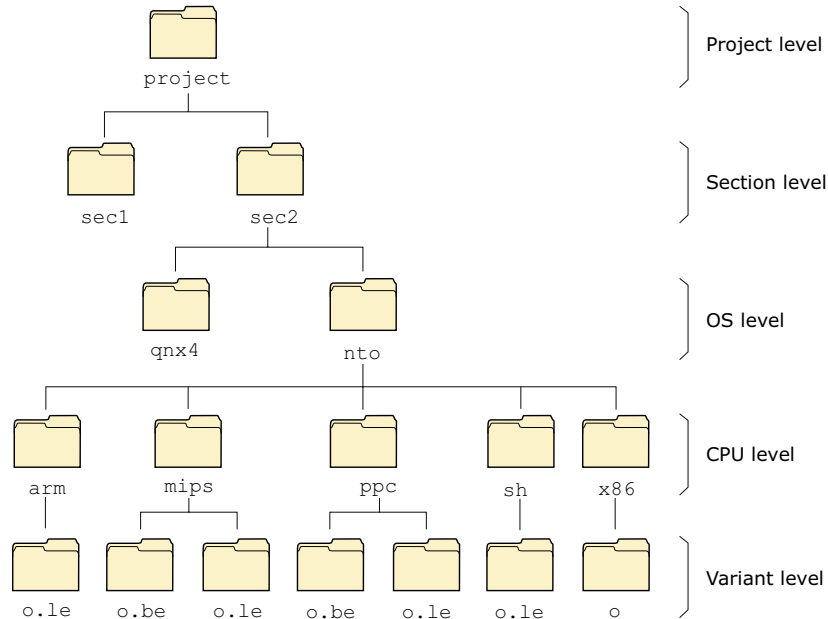 project
Project level
sec1 sec2
Section level
qnx4 nto
OS level
arm mips ppc sh x86
CPU level
o.le o.be o.le o.be o.le o.le o
Variant level